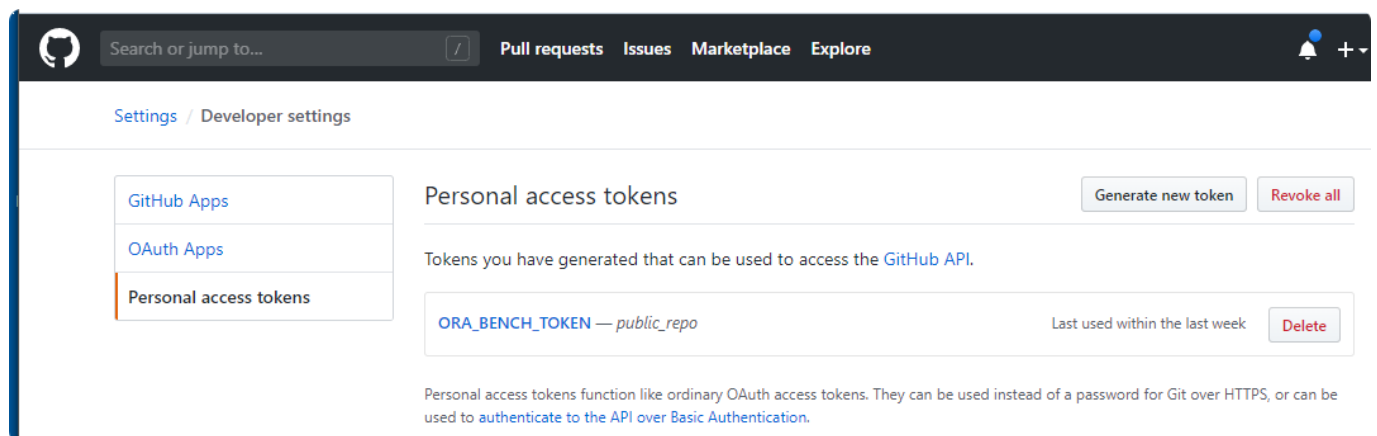 Search or jump to... /
Pull requests Issues Marketplace Explore
Settings / Developer settings
GitHub Apps
OAuth Apps
Personal access tokens
Personal access tokens
Generate new token
Revoke all
Tokens you have generated that can be used to access the GitHub API.
ORA_BENCH_TOKEN — public_repo
Last used within the last week
Delete
Personal access tokens function like ordinary OAuth access tokens. They can be used instead of a password for Git over HTTPS, or can be
used to authenticate to the API over Basic Authentication.